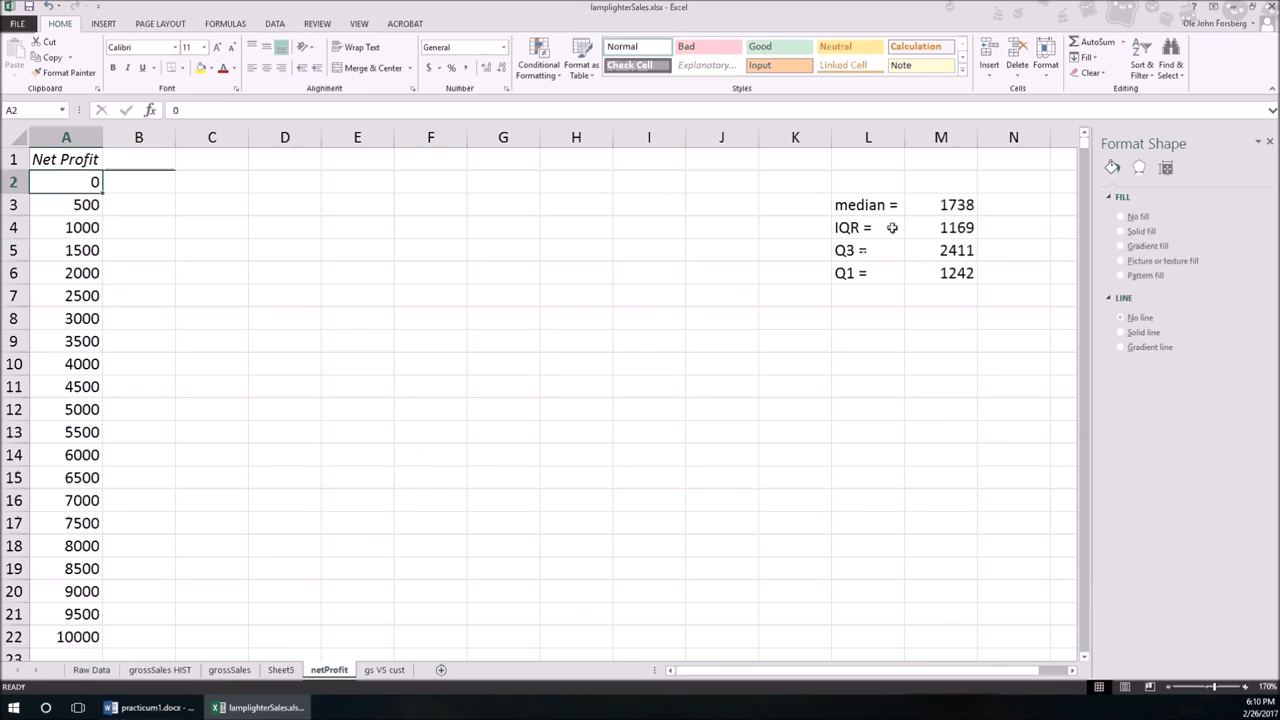 lamplighterSales.xlsx - Excel
FILE HOME INSERT PAGE LAYOUT FORMULAS DATA REVIEW VIEW ACROBAT
Ole John Forsberg
Cut
Copy
Format Painter
Paste
Clipboard
Calibri 11
B I U
Font
Wrap Text
Merge & Center
Alignment
General
$ % ,
Number
Conditional Formatting
Format as Table
Normal Bad Good Neutral Calculation
Check Cell Explanatory... Input Linked Cell Note
Styles
Insert Delete Format
Cells
AutoSum
Fill
Clear
Sort & Filter
Find & Select
Editing
A2 fx 0
A B C D E F G H I J K L M N
1 Net Profit
2 0
3 500 median = 1738
4 1000 IQR = 1169
5 1500 Q3 = 2411
6 2000 Q1 = 1242
7 2500
8 3000
9 3500
10 4000
11 4500
12 5000
13 5500
14 6000
15 6500
16 7000
17 7500
18 8000
19 8500
20 9000
21 9500
22 10000
23
Format Shape
FILL
No fill
Solid fill
Gradient fill
Picture or texture fill
Pattern fill
LINE
No line
Solid line
Gradient line
Raw Data grossSales HIST grossSales Sheet5 netProfit gs VS cust
READY 170%
practicum1.docx - ... lamplighterSales.xls...
6:10 PM
2/26/2017